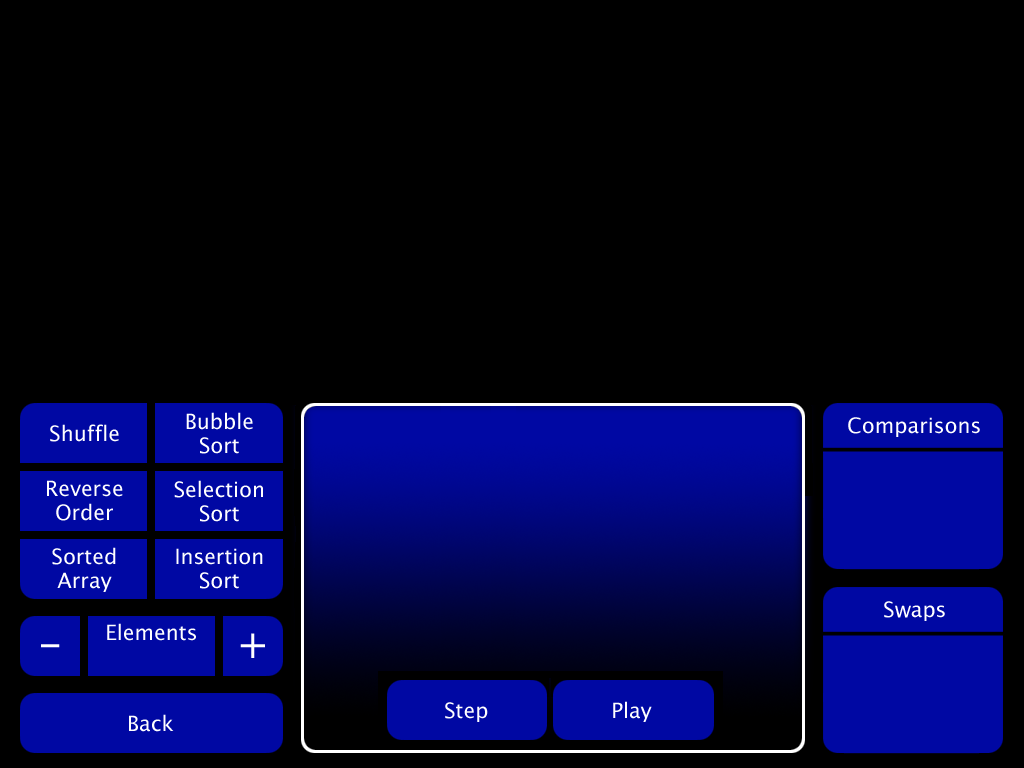 Shuffle
Bubble
Sort
Reverse
Order
Selection
Sort
Sorted
Array
Insertion
Sort
−
Elements
+
Back
Step
Play
Comparisons
Swaps